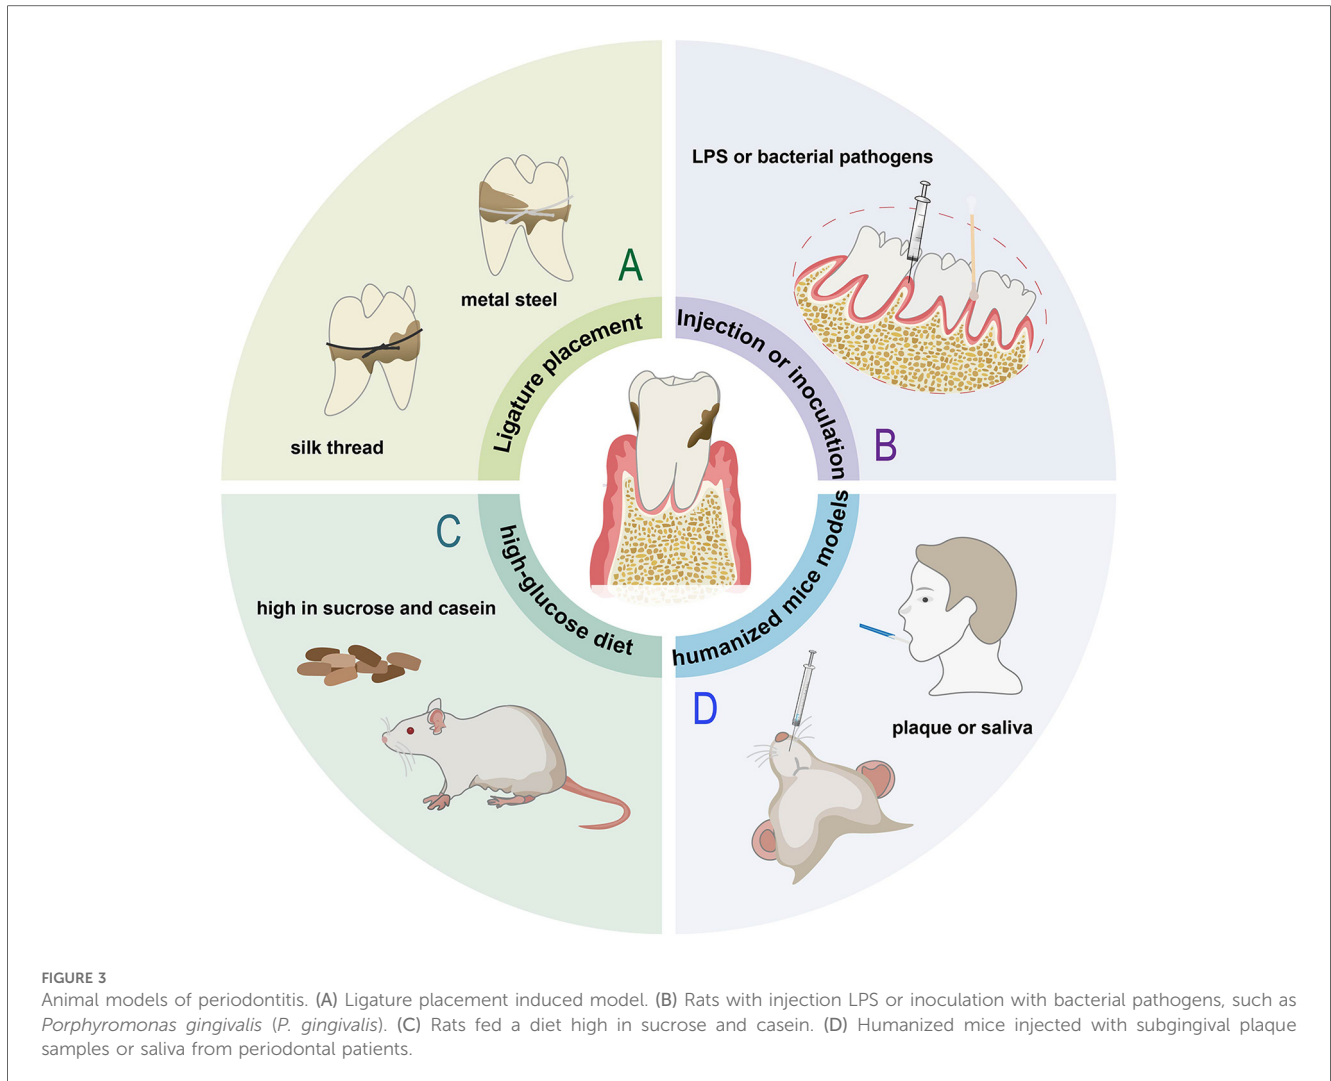 LPS or bacterial pathogens
A
metal steel
silk thread
Ligature placement
Injection or inoculation
B
C
high-glucose diet
humanized mice models
high in sucrose and casein
D
plaque or saliva
FIGURE 3
Animal models of periodontitis. (A) Ligature placement induced model. (B) Rats with injection LPS or inoculation with bacterial pathogens, such as
Porphyromonas gingivalis (P. gingivalis). (C) Rats fed a diet high in sucrose and casein. (D) Humanized mice injected with subgingival plaque
samples or saliva from periodontal patients.